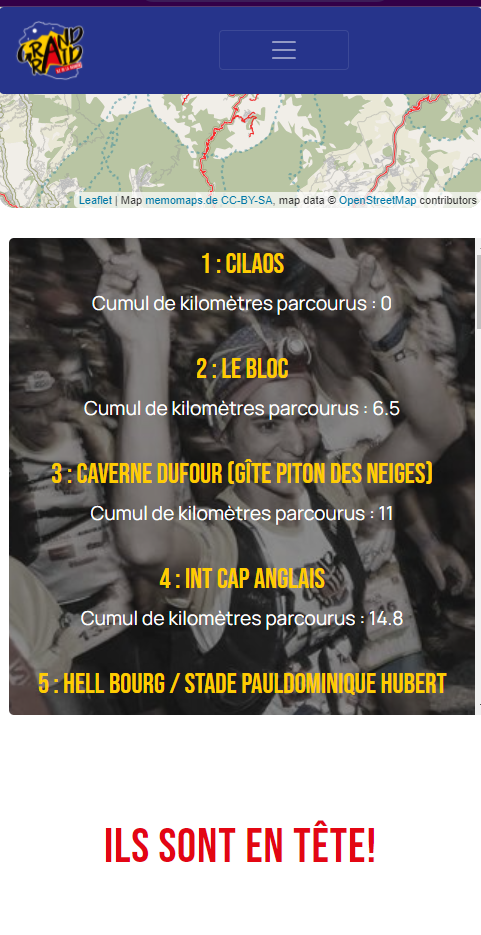 GRAND
RAID
Leaflet | Map memomaps.de CC-BY-SA, map data © OpenStreetMap contributors
1 : CILAOS
Cumul de kilomètres parcourus : 0
2 : LE BLOC
Cumul de kilomètres parcourus : 6.5
3 : CAVERNE DUFOUR (GÎTE PITON DES NEIGES)
Cumul de kilomètres parcourus : 11
4 : INT CAP ANGLAIS
Cumul de kilomètres parcourus : 14.8
5 : HELL BOURG / STADE PAULDOMINIQUE HUBERT
ILS SONT EN TÊTE!